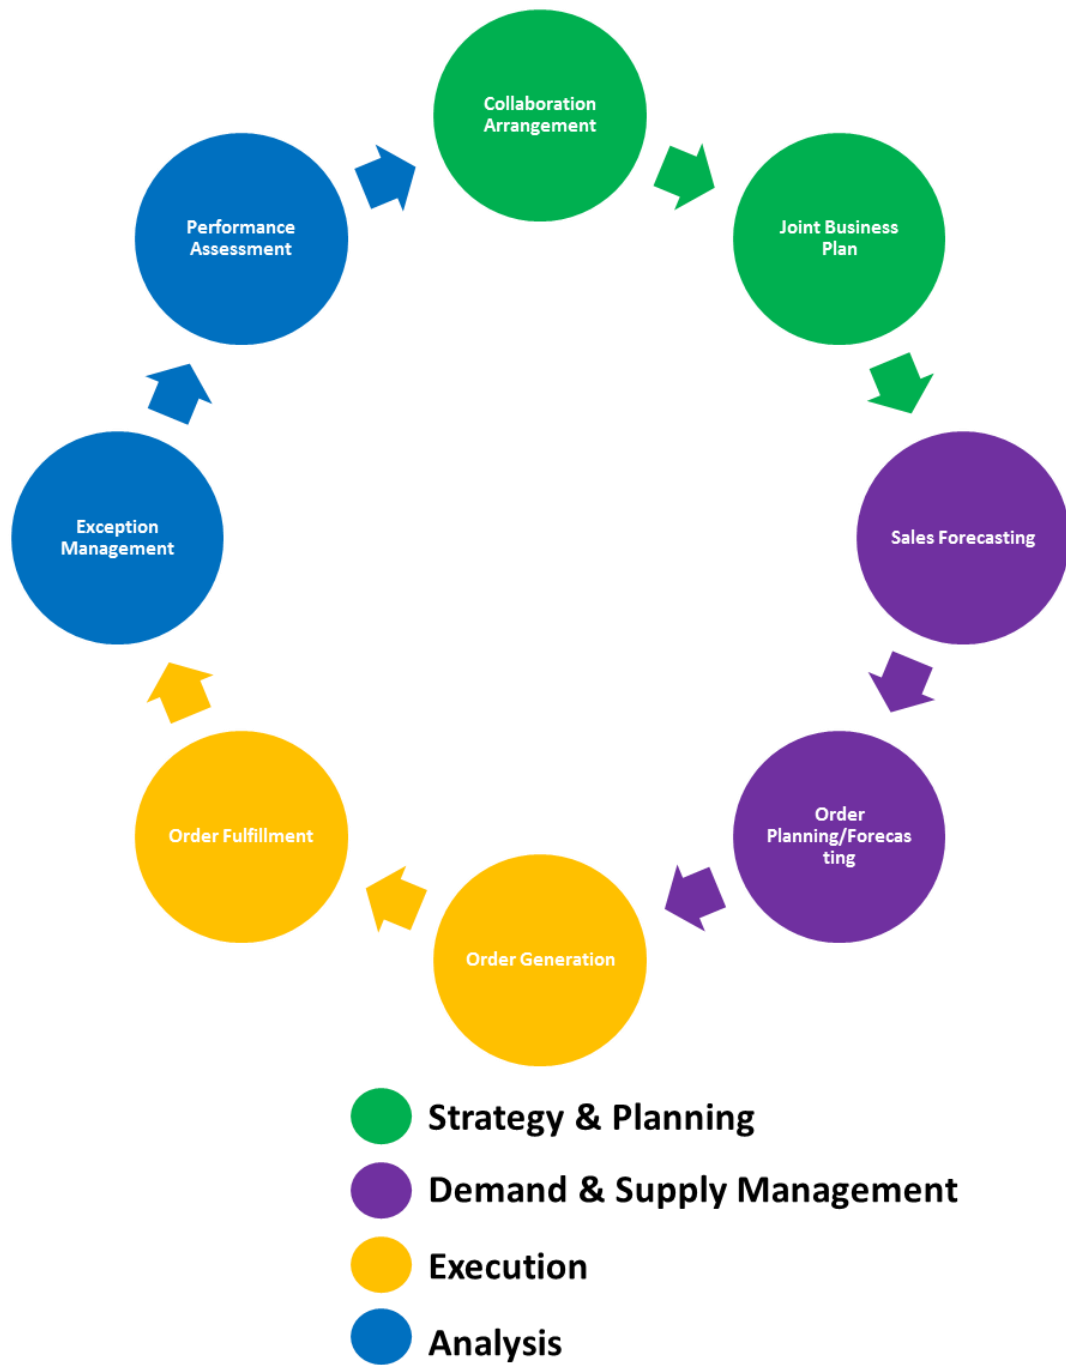 Collaboration
Arrangement
Joint Business
Plan
Sales Forecasting
Order
Planning/Forecas
ting
Order Generation
Order Fulfillment
Exception
Management
Performance
Assessment
Strategy & Planning
Demand & Supply Management
Execution
Analysis